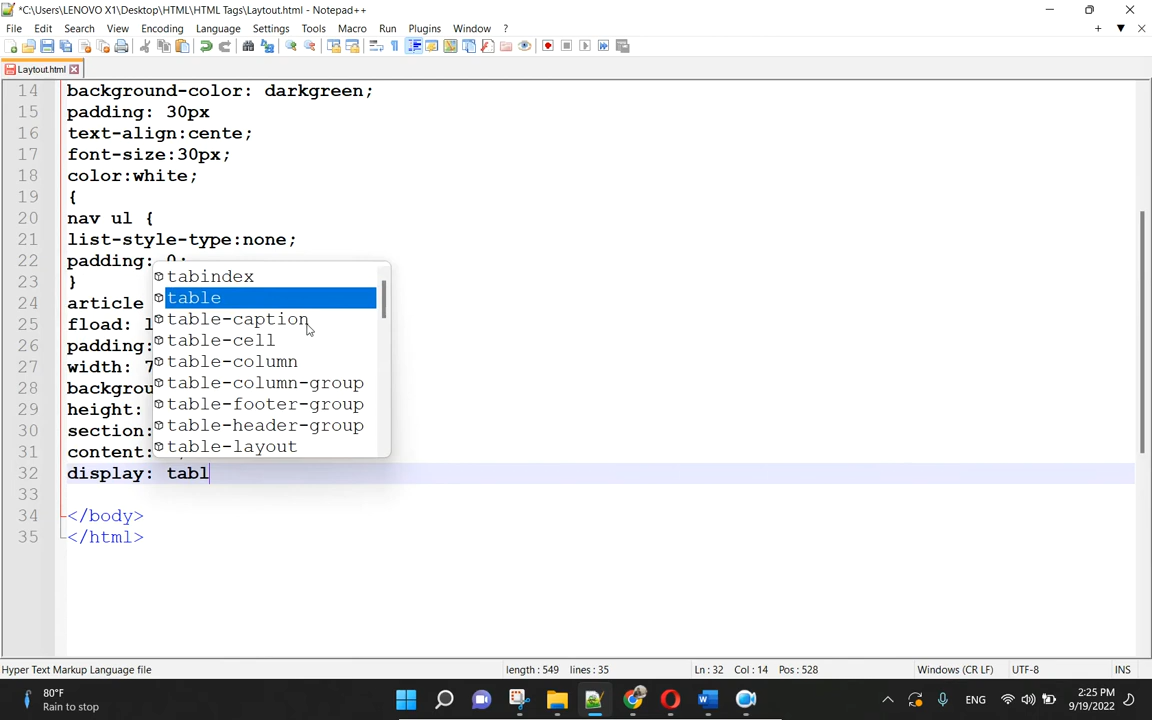 *C:\Users\LENOVO X1\Desktop\HTML\HTML Tags\Laytout.html - Notepad++
File Edit Search View Encoding Language Settings Tools Macro Run Plugins Window ?
Laytout.html
14 background-color: darkgreen;
15 padding: 30px
16 text-align:cente;
17 font-size:30px;
18 color:white;
19 {
20 nav ul {
21 list-style-type:none;
22 padding: 0;
23 }
24 article
25 fload:
26 padding:
27 width: 7
28 backgrou
29 height:
30 section:
31 content:
32 display: tabl
33
34 </body>
35 </html>
tabindex
table
table-caption
table-cell
table-column
table-column-group
table-footer-group
table-header-group
table-layout
Hyper Text Markup Language file length : 549 lines : 35 Ln : 32 Col : 14 Pos : 528 Windows (CR LF) UTF-8 INS
80°F
Rain to stop
ENG
2:25 PM
9/19/2022